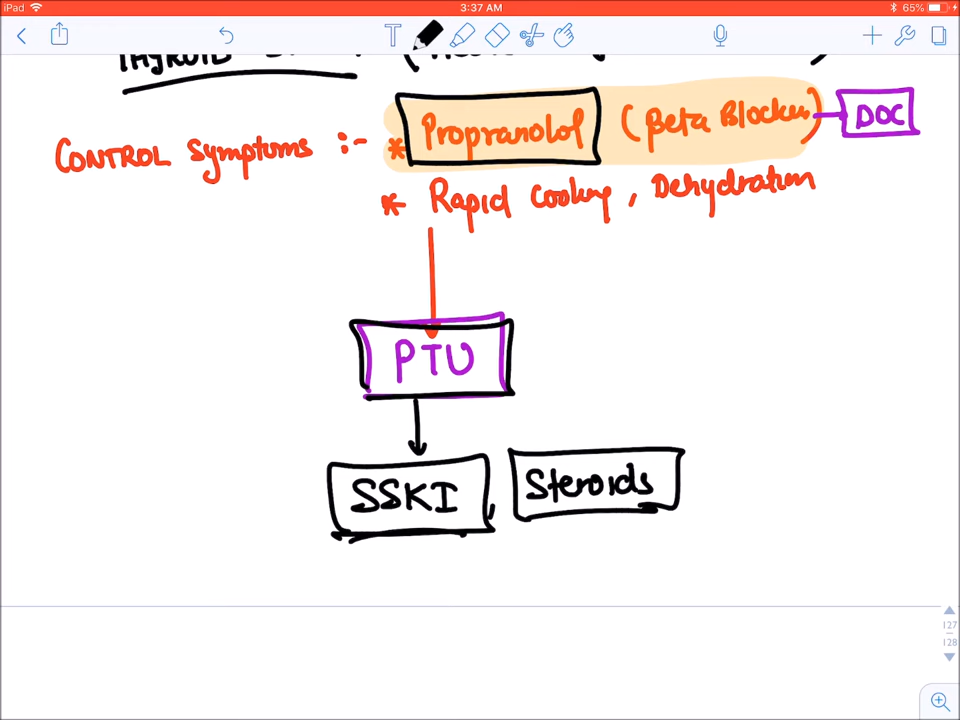 iPad 3:37 AM 65%
T
THYROID
CONTROL Symptoms :- * Propranolol (Beta Blocker) DOC
* Rapid Cooling, Dehydration
PTU
SSKI, Steroids
127
128